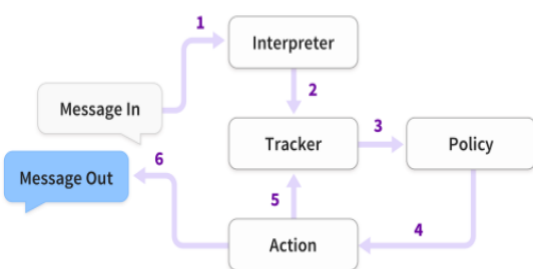 1
Interpreter
2
Message In
Tracker
3
Policy
6
Message Out
5
4
Action